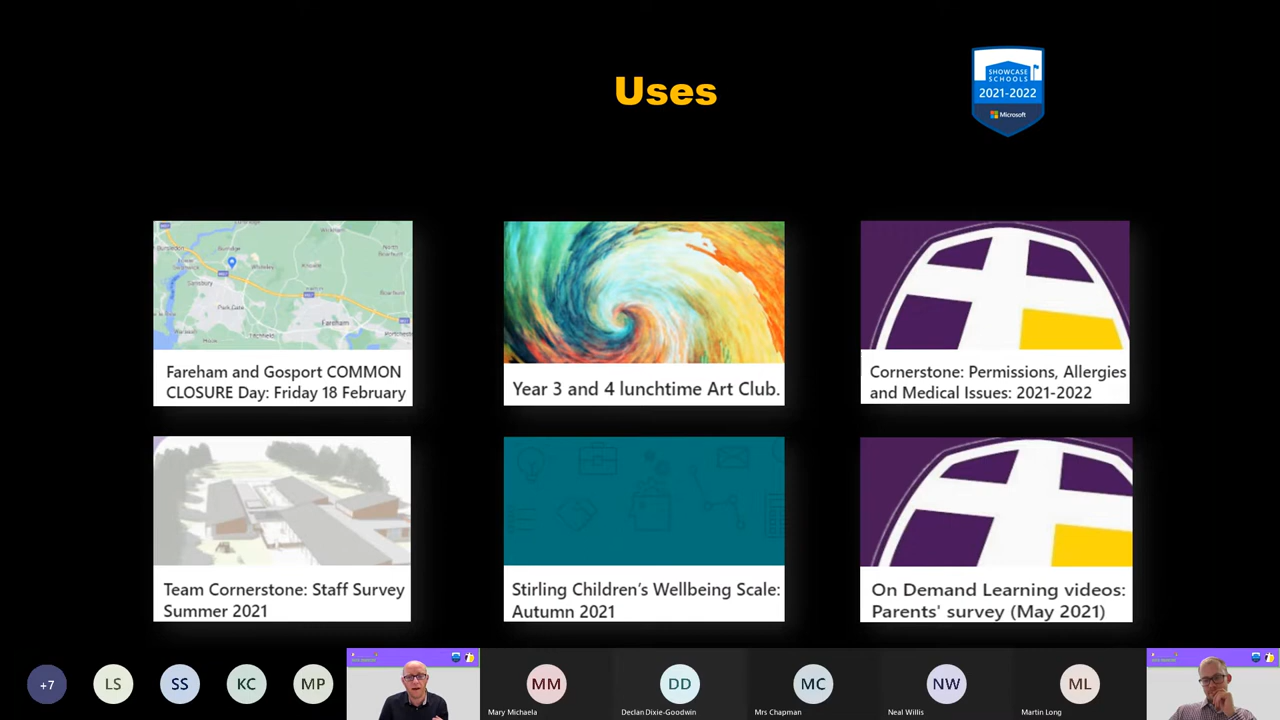 Uses
SHOWCASE
SCHOOLS
2021-2022
Microsoft
Park Gate
Fareham
Fareham and Gosport COMMON
CLOSURE Day: Friday 18 February
Year 3 and 4 lunchtime Art Club.
Cornerstone: Permissions, Allergies
and Medical Issues: 2021-2022
Team Cornerstone: Staff Survey
Summer 2021
Stirling Children's Wellbeing Scale:
Autumn 2021
On Demand Learning videos:
Parents' survey (May 2021)
+7
LS
SS
KC
MP
MM
Mary Michaela
DD
Declan Dixie-Goodwin
MC
Mrs Chapman
NW
Neal Willis
ML
Martin Long